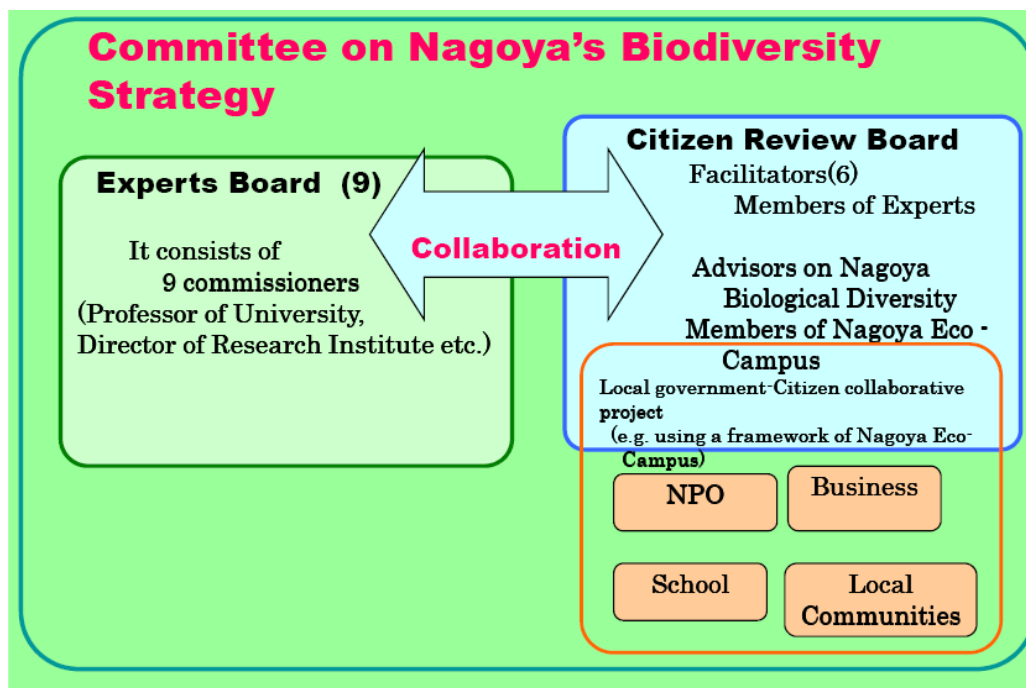 Committee on Nagoya's Biodiversity
Strategy
Experts Board (9)
It consists of
9 commissioners
(Professor of University,
Director of Research Institute etc.)
Collaboration
Citizen Review Board
Facilitators(6)
Members of Experts
Advisors on Nagoya
Biological Diversity
Members of Nagoya Eco -
Campus
Local government-Citizen collaborative
project
(e.g. using a framework of Nagoya Eco-
Campus)
NPO
Business
School
Local
Communities